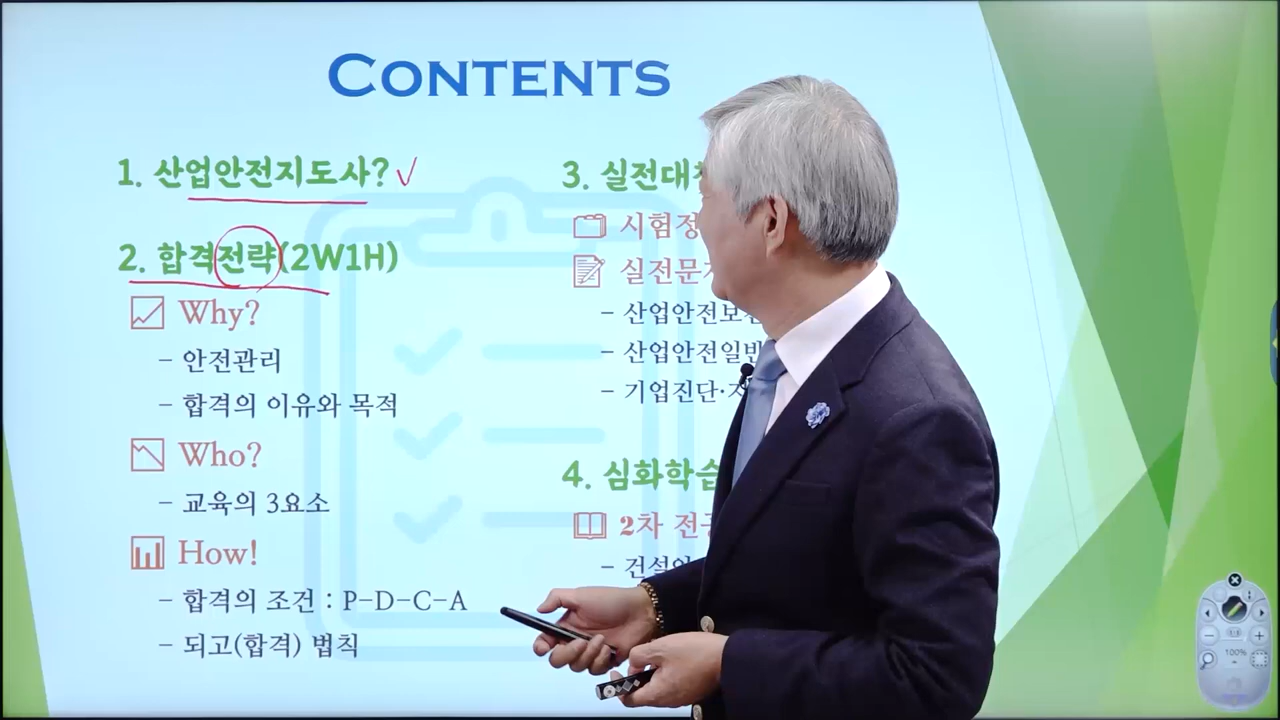 CONTENTS
1. 산업안전지도사?
2. 합격전략(2W1H)
Why?
- 안전관리
- 합격의 이유와 목적
Who?
- 교육의 3요소
How!
- 합격의 조건 : P-D-C-A
- 되고(합격) 법칙
3. 실전대
시험정
실전문
- 산업안전보
- 산업안전일반
- 기업진단·지
4. 심화학습
2차 전공
- 건설안
100%